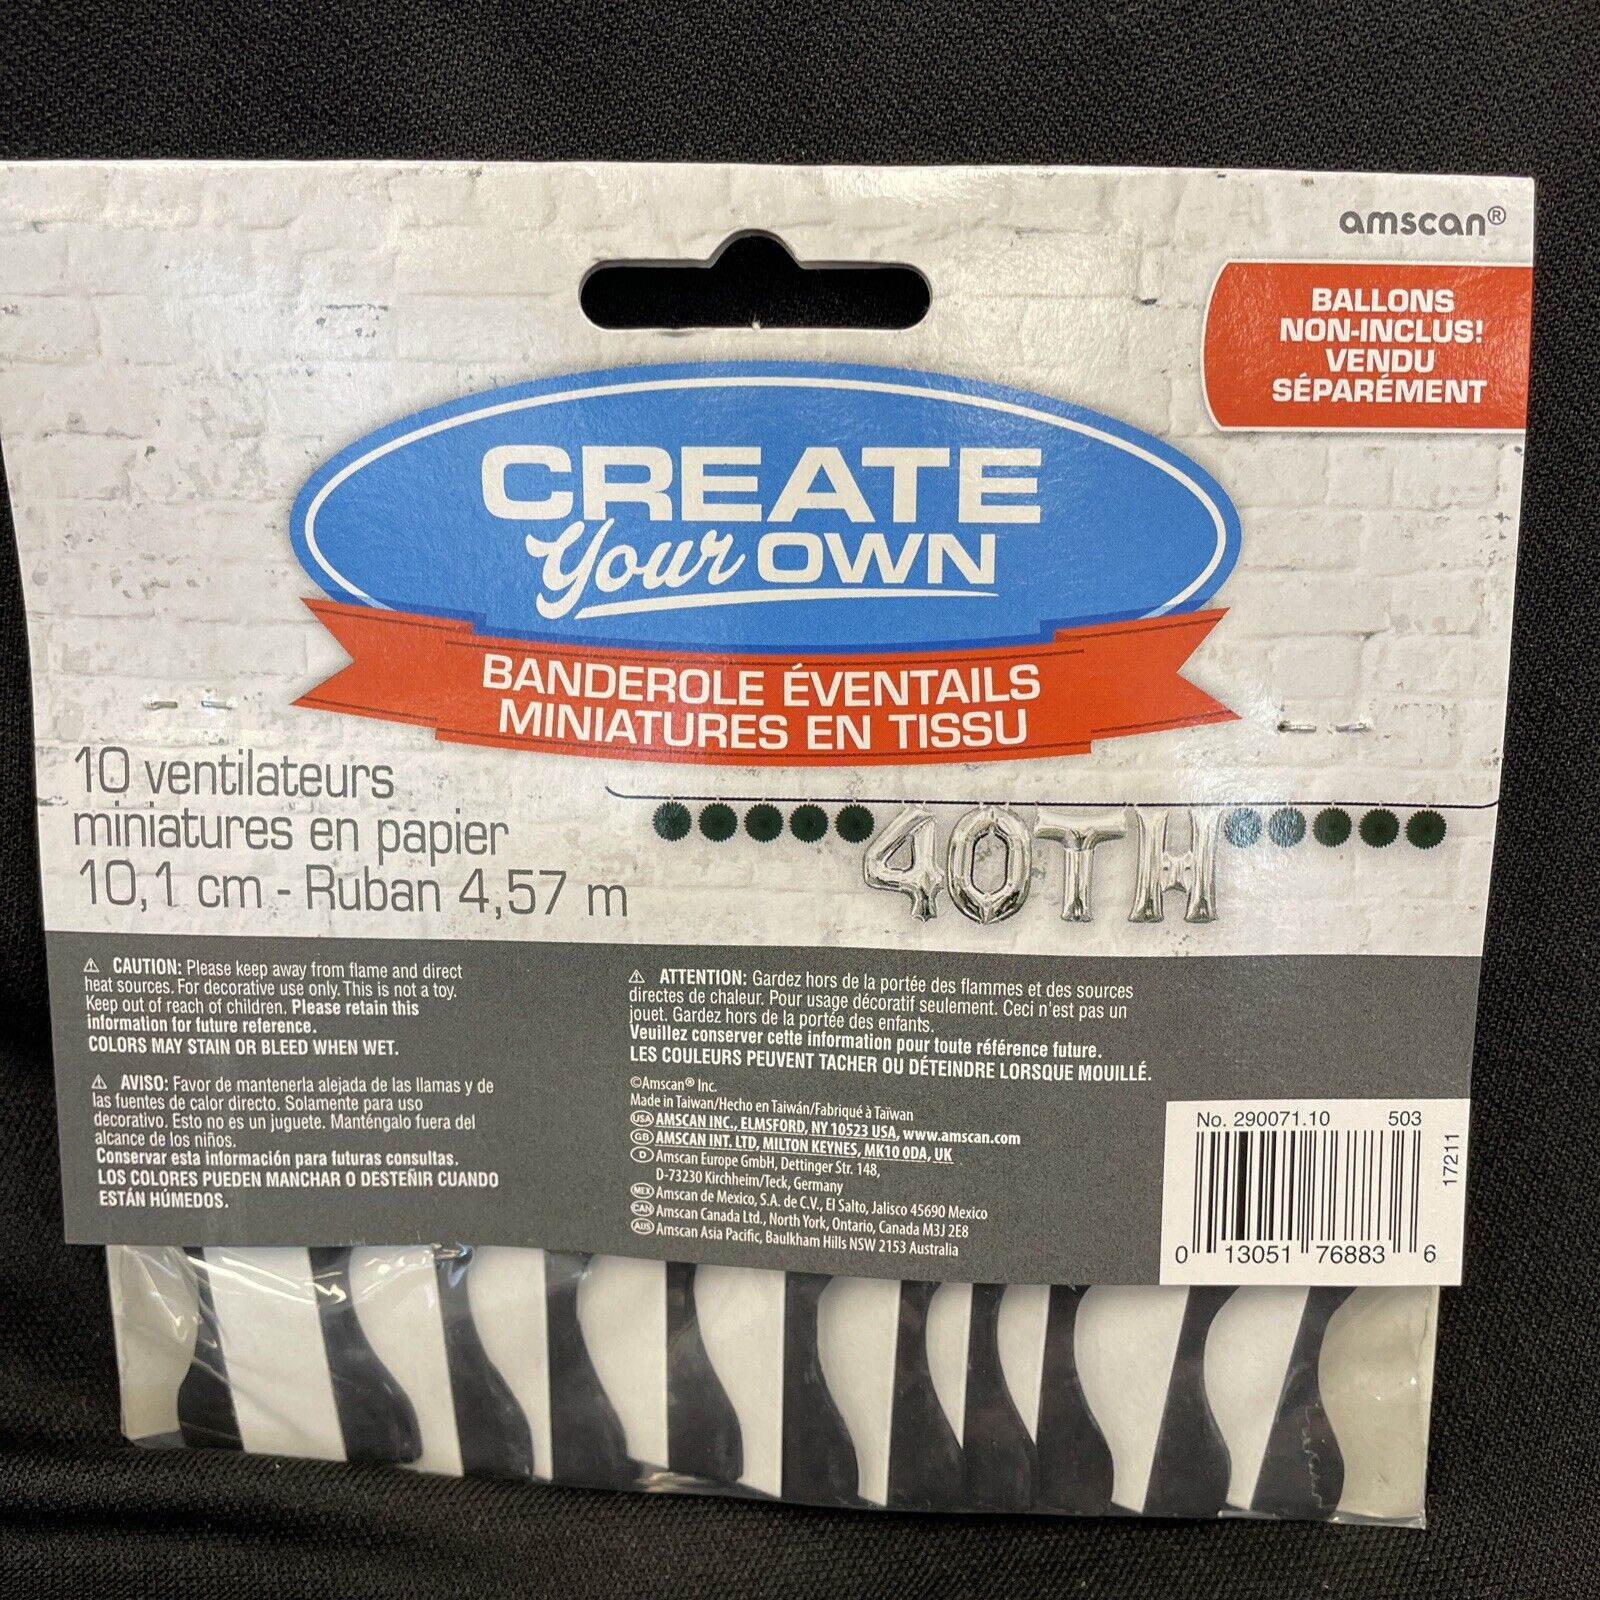 amscan®
BALLONS
NON-INCLUS!
VENDU
SÉPARÉMENT
CREATE
Your OWN
BANDEROLE ÉVENTAILS
MINIATURES EN TISSU
10 ventilateurs
miniatures en papier
10,1 cm - Ruban 4,57 m
40TH
⚠ CAUTION: Please keep away from flame and direct
heat sources. For decorative use only. This is not a toy.
Keep out of reach of children. Please retain this
information for future reference.
COLORS MAY STAIN OR BLEED WHEN WET.
⚠ AVISO: Favor de mantenerla alejada de las llamas y de
las fuentes de calor directo. Solamente para uso
decorativo. Esto no es un juguete. Manténgalo fuera del
alcance de los niños.
Conservar esta información para futuras consultas.
LOS COLORES PUEDEN MANCHAR O DESTEÑIR CUANDO
ESTÁN HÚMEDOS.
⚠ ATTENTION: Gardez hors de la portée des flammes et des sources
directes de chaleur. Pour usage décoratif seulement. Ceci n'est pas un
jouet. Gardez hors de la portée des enfants.
Veuillez conserver cette information pour toute référence future.
LES COULEURS PEUVENT TACHER OU DÉTEINDRE LORSQUE MOUILLÉ.
©Amscan® Inc.
Made in Taiwan/Hecho en Taiwán/Fabriqué à Taïwan
USA AMSCAN INC., ELMSFORD, NY 10523 USA, www.amscan.com
GB AMSCAN INT. LTD, MILTON KEYNES, MK10 0DA, UK
D Amscan Europe GmbH, Dettinger Str. 148,
D-73230 Kirchheim/Teck, Germany
MEX Amscan de Mexico, S.A. de C.V., El Salto, Jalisco 45690 Mexico
CAN Amscan Canada Ltd., North York, Ontario, Canada M3J 2E8
AUS Amscan Asia Pacific, Baulkham Hills NSW 2153 Australia
No. 290071.10 503
17211
0 13051 76883 6